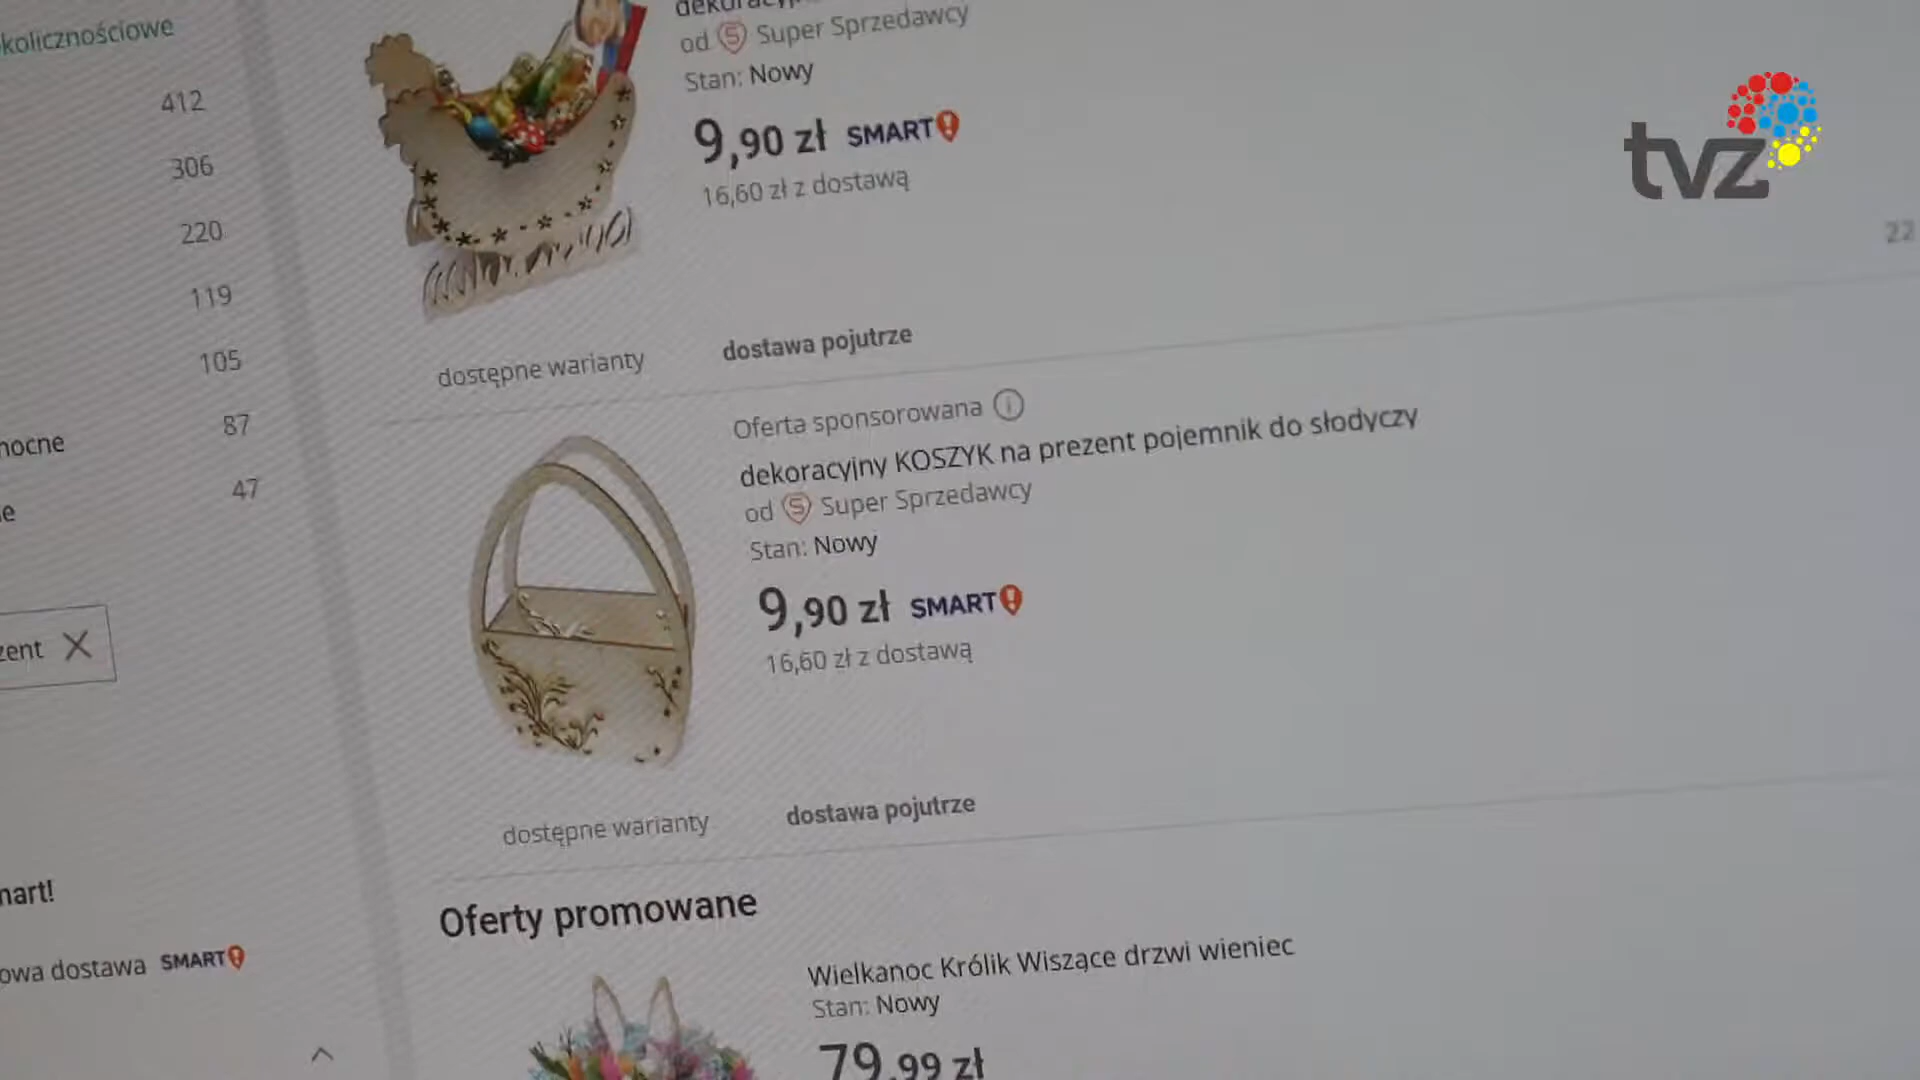 kolicznościowe
412
306
220
119
105
87
nocne
47
e
zent
nart!
owa dostawa SMART!
od Super Sprzedawcy
Stan: Nowy
9,90 zł SMART!
16,60 zł z dostawą
dostępne warianty
dostawa pojutrze
Oferta sponsorowana
dekoracyjny KOSZYK na prezent pojemnik do słodyczy
od Super Sprzedawcy
Stan: Nowy
9,90 zł SMART!
16,60 zł z dostawą
dostępne warianty
dostawa pojutrze
Oferty promowane
Wielkanoc Królik Wiszące drzwi wieniec
Stan: Nowy
79,99 zł
tvz
22